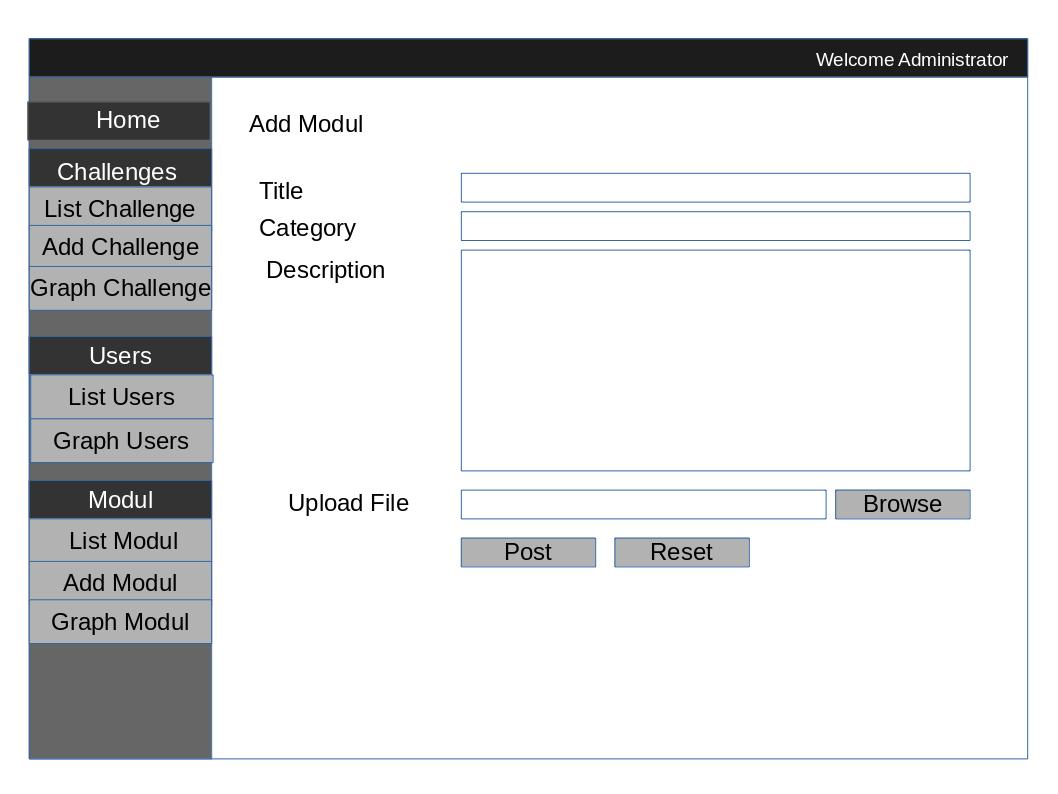 Welcome Administrator
Home
Challenges
List Challenge
Add Challenge
Graph Challenge
Users
List Users
Graph Users
Modul
List Modul
Add Modul
Graph Modul
Add Modul
Title
Category
Description
Upload File
Browse
Post
Reset